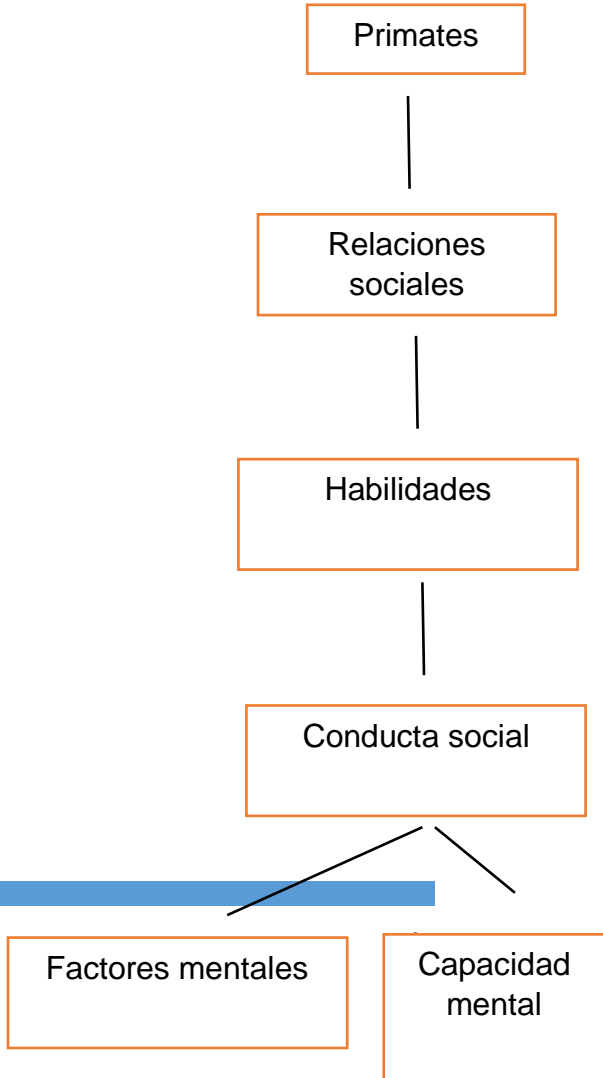 Primates
Relaciones
sociales
Habilidades
Conducta social
Factores mentales
Capacidad
mental